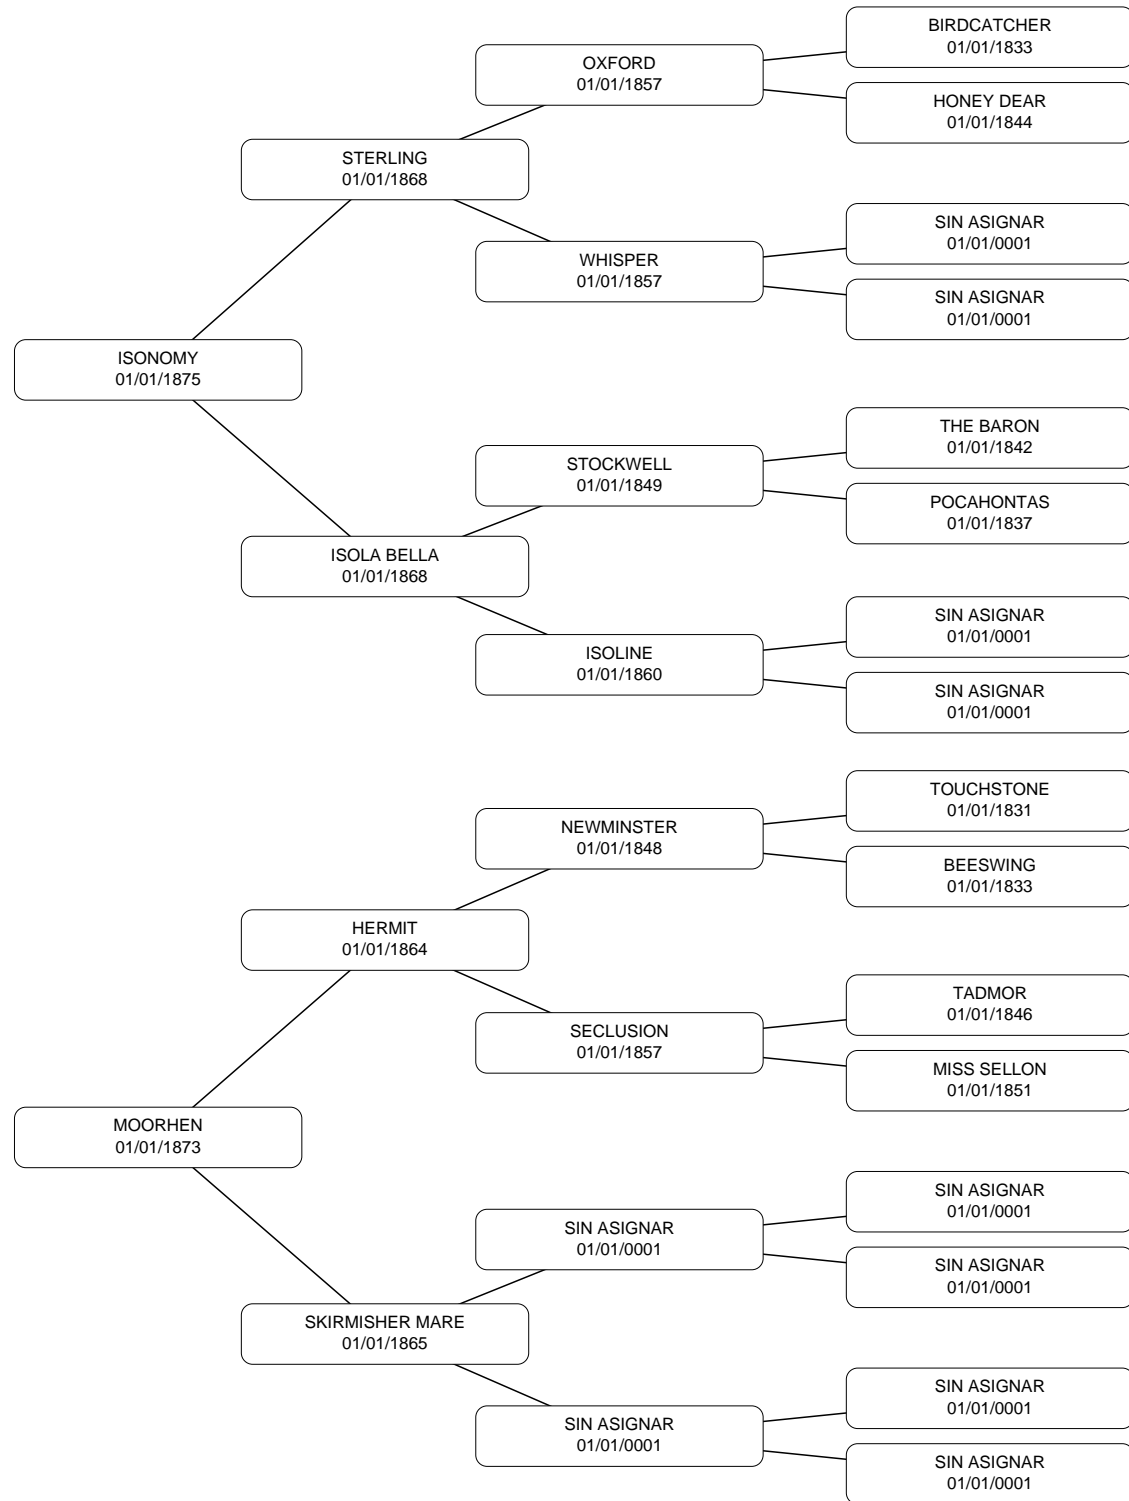 BIRDCATCHER
01/01/1833
OXFORD
01/01/1857
HONEY DEAR
01/01/1844
STERLING
01/01/1868
SIN ASIGNAR
01/01/0001
WHISPER
01/01/1857
SIN ASIGNAR
01/01/0001
ISONOMY
01/01/1875
THE BARON
01/01/1842
STOCKWELL
01/01/1849
POCAHONTAS
01/01/1837
ISOLA BELLA
01/01/1868
SIN ASIGNAR
01/01/0001
ISOLINE
01/01/1860
SIN ASIGNAR
01/01/0001
TOUCHSTONE
01/01/1831
NEWMINSTER
01/01/1848
BEESWING
01/01/1833
HERMIT
01/01/1864
TADMOR
01/01/1846
SECLUSION
01/01/1857
MISS SELLON
01/01/1851
MOORHEN
01/01/1873
SIN ASIGNAR
01/01/0001
SIN ASIGNAR
01/01/0001
SIN ASIGNAR
01/01/0001
SKIRMISHER MARE
01/01/1865
SIN ASIGNAR
01/01/0001
SIN ASIGNAR
01/01/0001
SIN ASIGNAR
01/01/0001